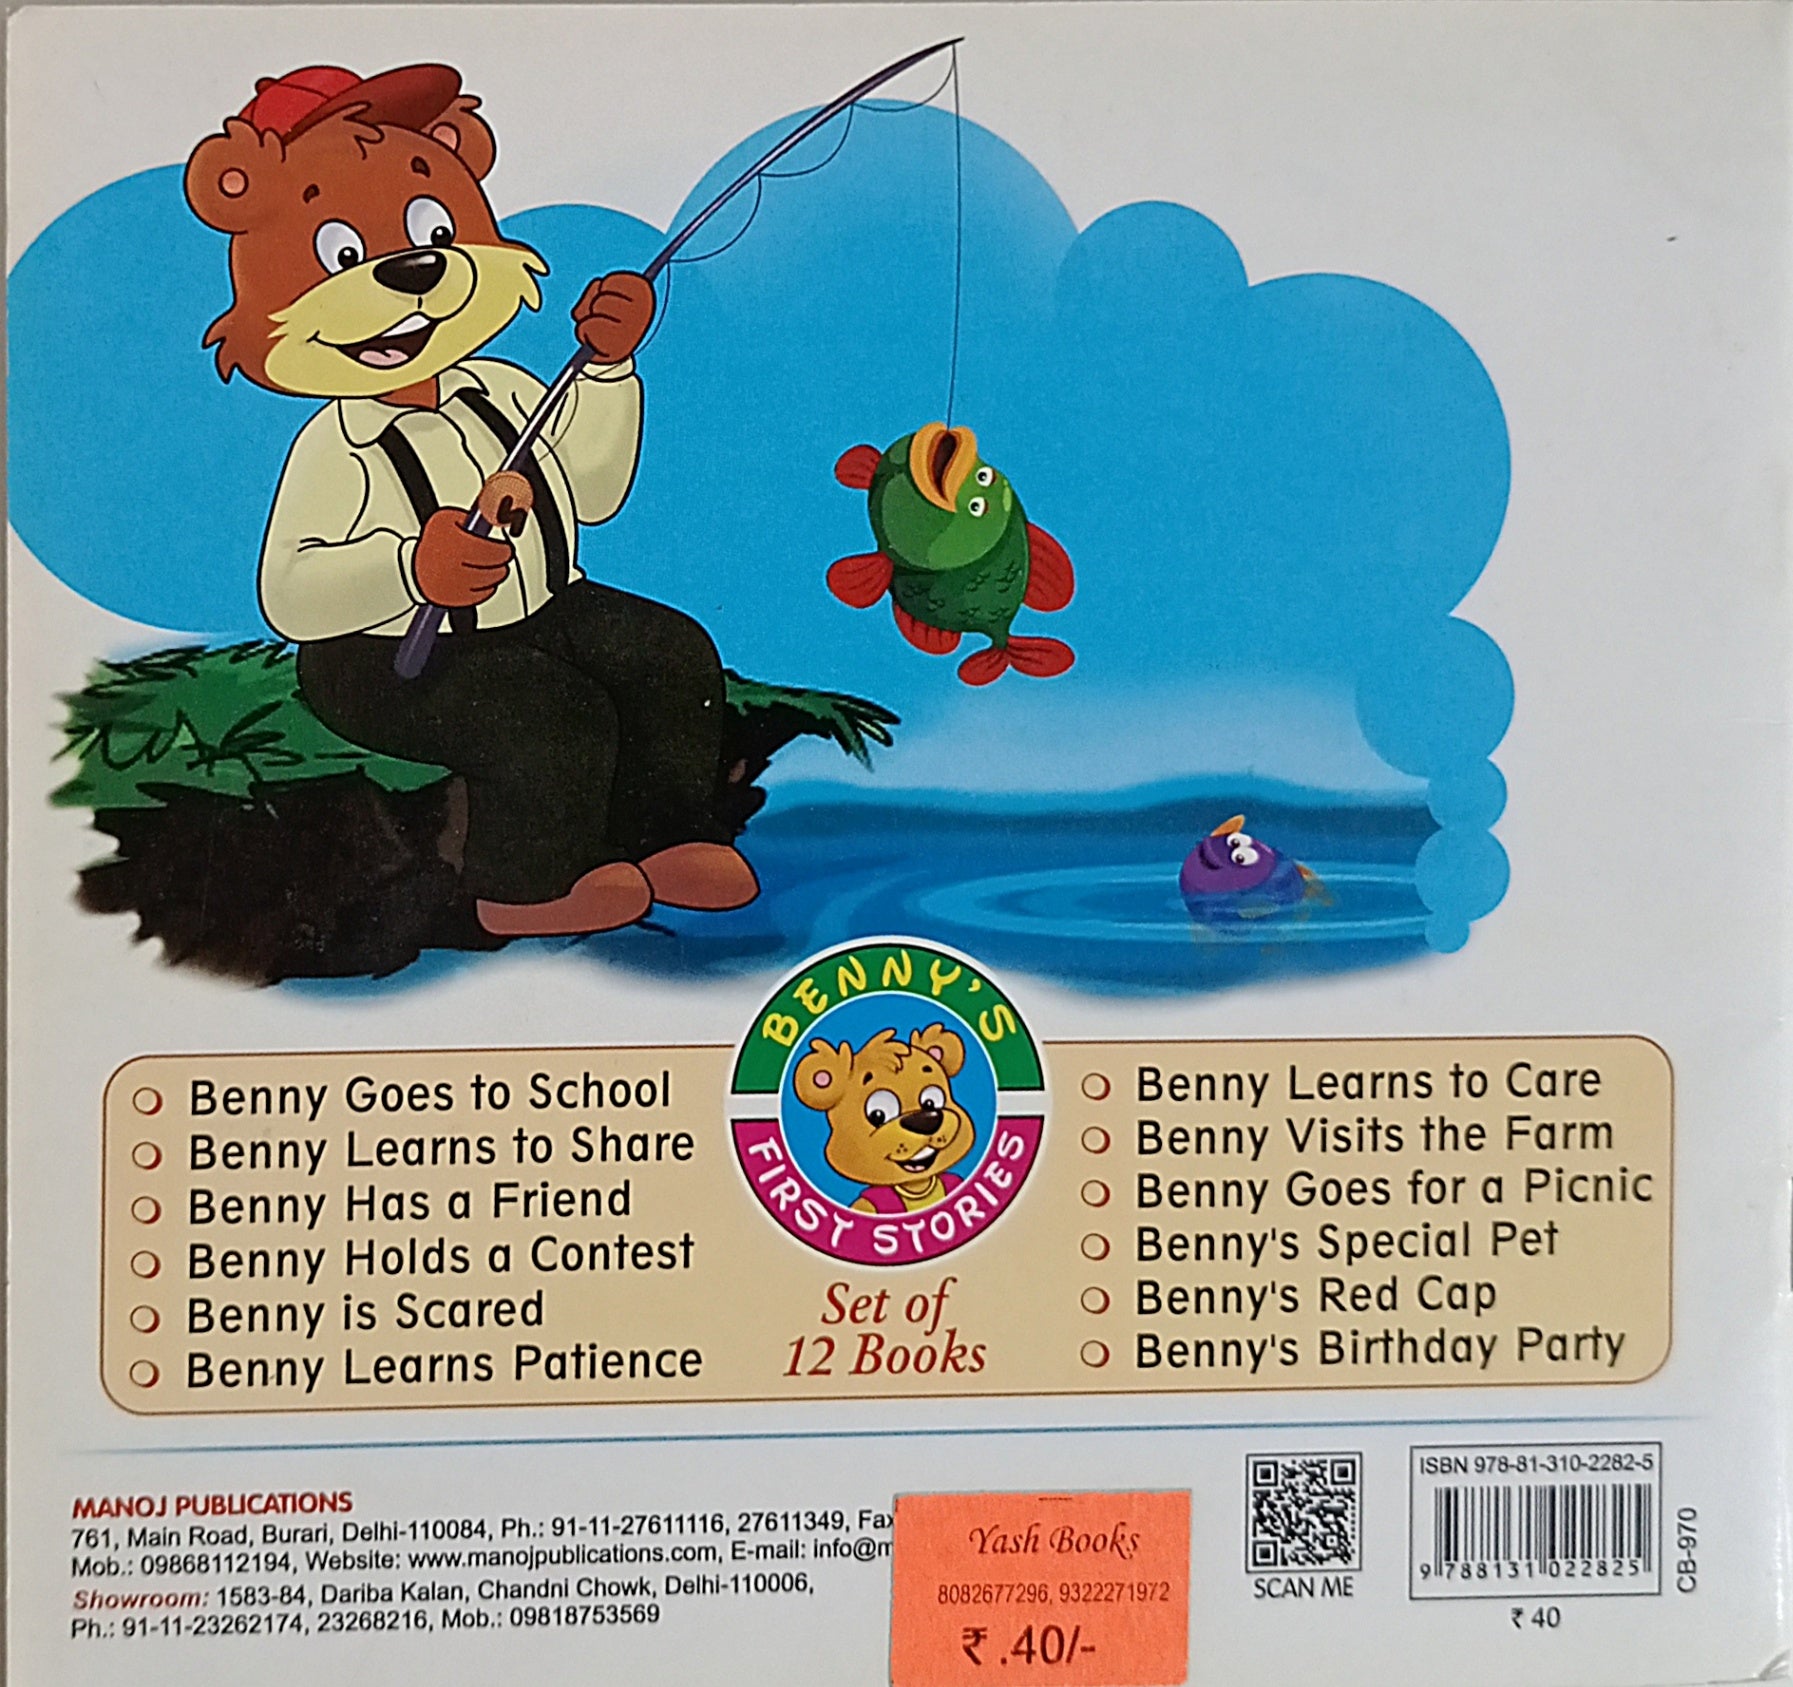 BENNY'S
FIRST STORIES
Set of
12 Books
Benny Goes to School
Benny Learns to Share
Benny Has a Friend
Benny Holds a Contest
Benny is Scared
Benny Learns Patience
Benny Learns to Care
Benny Visits the Farm
Benny Goes for a Picnic
Benny's Special Pet
Benny's Red Cap
Benny's Birthday Party
MANOJ PUBLICATIONS
761, Main Road, Burari, Delhi-110084, Ph.: 91-11-27611116, 27611349, Fax
Mob.: 09868112194, Website: www.manojpublications.com, E-mail: info@m
Showroom: 1583-84, Dariba Kalan, Chandni Chowk, Delhi-110006,
Ph.: 91-11-23262174, 23268216, Mob.: 09818753569
Yash Books
8082677296, 9322271972
₹ .40/-
SCAN ME
ISBN 978-81-310-2282-5
9 788131 022825
₹ 40
CB-970